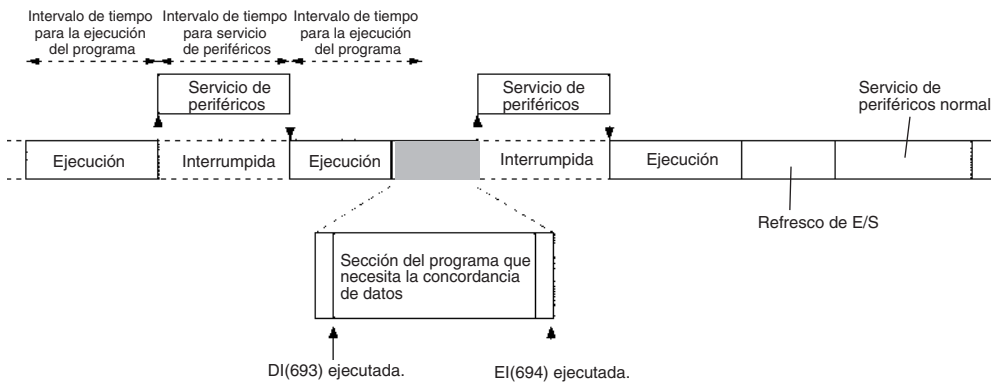 Intervalo de tiempo
para la ejecución
del programa
Intervalo de tiempo
para servicio
de periféricos
Intervalo de tiempo
para la ejecución
del programa
Servicio de
periféricos
Servicio de
periféricos
Servicio de
periféricos normal
Ejecución
Interrumpida
Ejecución
Interrumpida
Ejecución
Refresco de E/S
Sección del programa que
necesita la concordancia
de datos
DI(693) ejecutada.
EI(694) ejecutada.